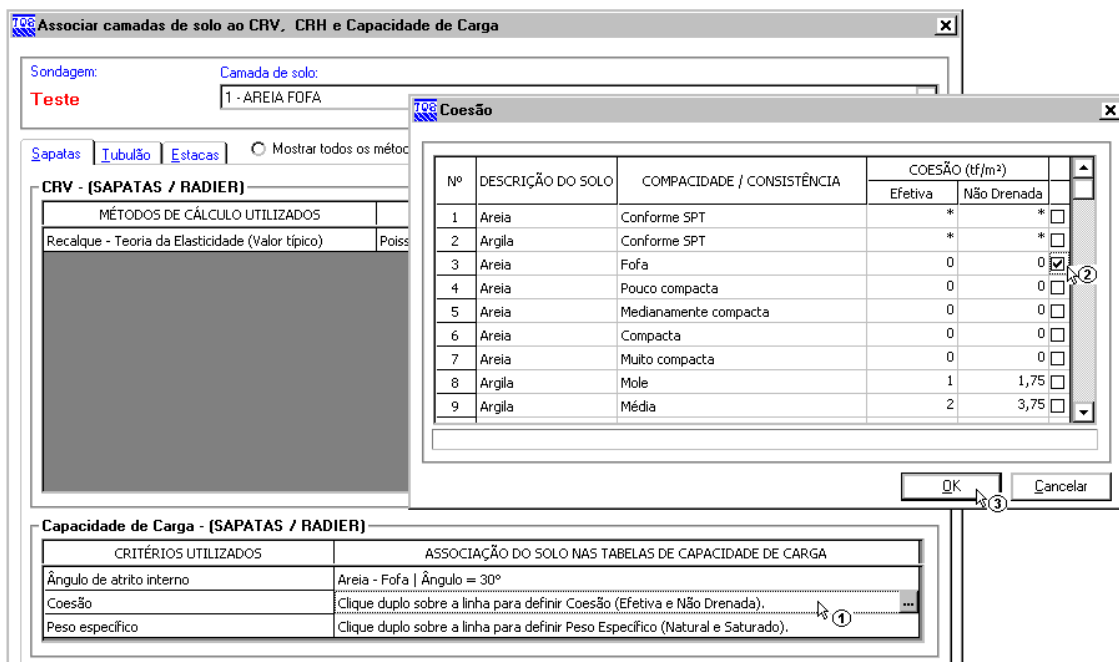 TQS Associar camadas de solo ao CRV, CRH e Capacidade de Carga
Sondagem:
Camada de solo:
Teste
1 - AREIA FOFA
Sapatas
Tubulão
Estacas
Mostrar todos os métoc
CRV - (SAPATAS / RADIER)
MÉTODOS DE CÁLCULO UTILIZADOS
Recalque - Teoria da Elasticidade (Valor típico) Poiss
TQS Coesão
Nº DESCRIÇÃO DO SOLO COMPACIDADE / CONSISTÊNCIA COESÃO (tf/m²)
Efetiva Não Drenada
1 Areia Conforme SPT * *
2 Argila Conforme SPT * *
3 Areia Fofa 0 0
4 Areia Pouco compacta 0 0
5 Areia Medianamente compacta 0 0
6 Areia Compacta 0 0
7 Areia Muito compacta 0 0
8 Argila Mole 1 1,75
9 Argila Média 2 3,75
2
OK
Cancelar
3
Capacidade de Carga - (SAPATAS / RADIER)
CRITÉRIOS UTILIZADOS ASSOCIAÇÃO DO SOLO NAS TABELAS DE CAPACIDADE DE CARGA
Ângulo de atrito interno Areia - Fofa | Ângulo = 30º
Coesão Clique duplo sobre a linha para definir Coesão (Efetiva e Não Drenada). ...
1
Peso específico Clique duplo sobre a linha para definir Peso Específico (Natural e Saturado).